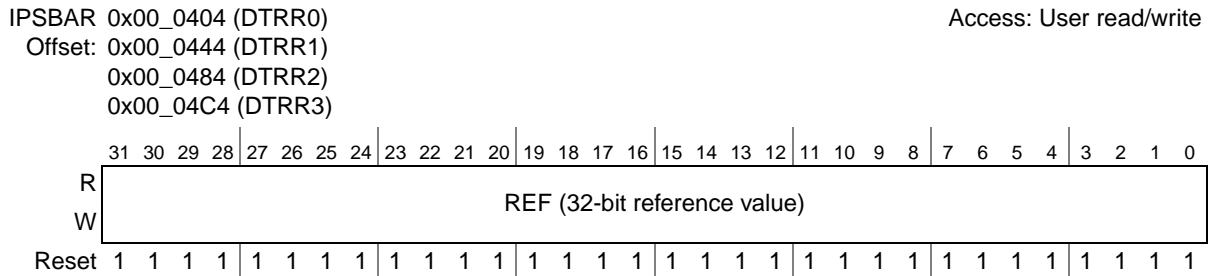 IPSBAR 0x00_0404 (DTRR0) Access: User read/write
Offset: 0x00_0444 (DTRR1)
0x00_0484 (DTRR2)
0x00_04C4 (DTRR3)
31 30 29 28 27 26 25 24 23 22 21 20 19 18 17 16 15 14 13 12 11 10 9 8 7 6 5 4 3 2 1 0
R
REF (32-bit reference value)
W
Reset 1 1 1 1 1 1 1 1 1 1 1 1 1 1 1 1 1 1 1 1 1 1 1 1 1 1 1 1 1 1 1 1